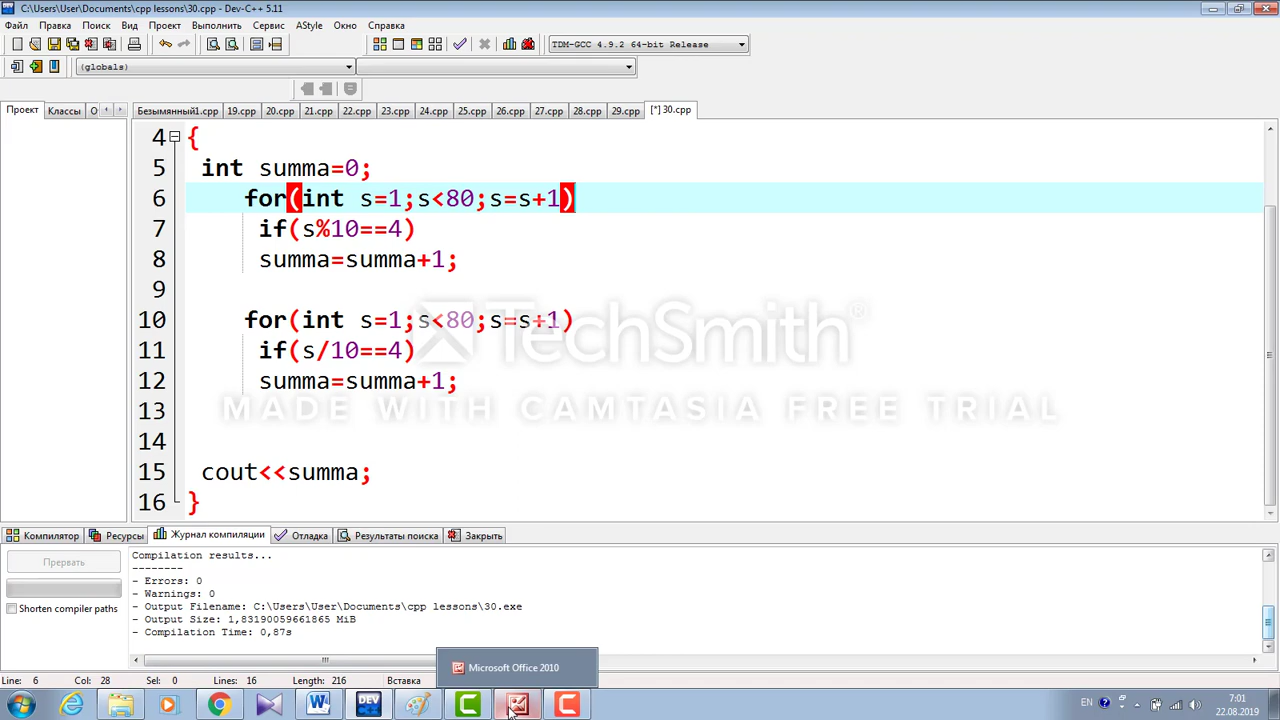 C:\Users\User\Documents\cpp lessons\30.cpp - Dev-C++ 5.11
Файл Правка Поиск Вид Проект Выполнить Сервис AStyle Окно Справка
TDM-GCC 4.9.2 64-bit Release
(globals)
Проект Классы О Безымянный1.cpp 19.cpp 20.cpp 21.cpp 22.cpp 23.cpp 24.cpp 25.cpp 26.cpp 27.cpp 28.cpp 29.cpp [*] 30.cpp
4 {
5 int summa=0;
6 for(int s=1;s<80;s=s+1)
7 if(s%10==4)
8 summa=summa+1;
9
10 for(int s=1;s<80;s=s+1)
11 if(s/10==4)
12 summa=summa+1;
13
14
15 cout<<summa;
16 }
TechSmith®
MADE WITH CAMTASIA FREE TRIAL
Компилятор Ресурсы Журнал компиляции Отладка Результаты поиска Закрыть
Прервать
Shorten compiler paths
Compilation results...
--------
- Errors: 0
- Warnings: 0
- Output Filename: C:\Users\User\Documents\cpp lessons\30.exe
- Output Size: 1,83190059661865 MiB
- Compilation Time: 0,87s
Microsoft Office 2010
Line: 6 Col: 28 Sel: 0 Lines: 16 Length: 216 Вставка
DEV
EN 7:01
22.08.2019